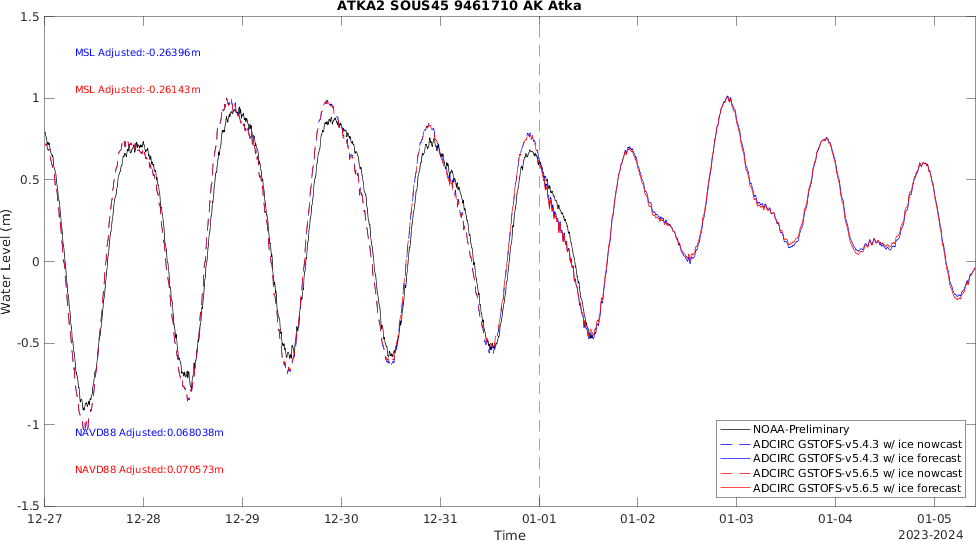 ATKA2 SOUS45 9461710 AK Atka
1.5
MSL Adjusted:-0.26396m
MSL Adjusted:-0.26143m
1
0.5
0
-0.5
-1
-1.5
Water Level (m)
NAVD88 Adjusted:0.068038m
NAVD88 Adjusted:0.070573m
NOAA-Preliminary
ADCIRC GSTOFS-v5.4.3 w/ ice nowcast
ADCIRC GSTOFS-v5.4.3 w/ ice forecast
ADCIRC GSTOFS-v5.6.5 w/ ice nowcast
ADCIRC GSTOFS-v5.6.5 w/ ice forecast
12-27 12-28 12-29 12-30 12-31 01-01 01-02 01-03 01-04 01-05
Time
2023-2024